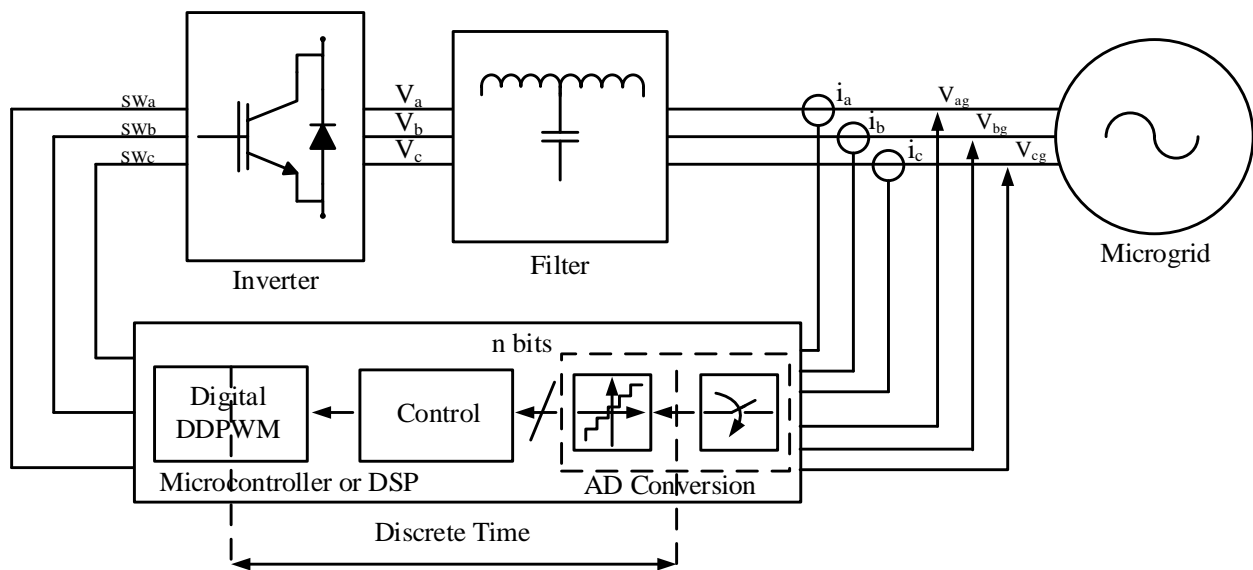 SWa
SWb
SWc
Va
Vb
Vc
ia
ib
ic
Vag
Vbg
Vcg
Inverter
Filter
Microgrid
n bits
Digital
DDPWM
Control
Microcontroller or DSP
AD Conversion
Discrete Time